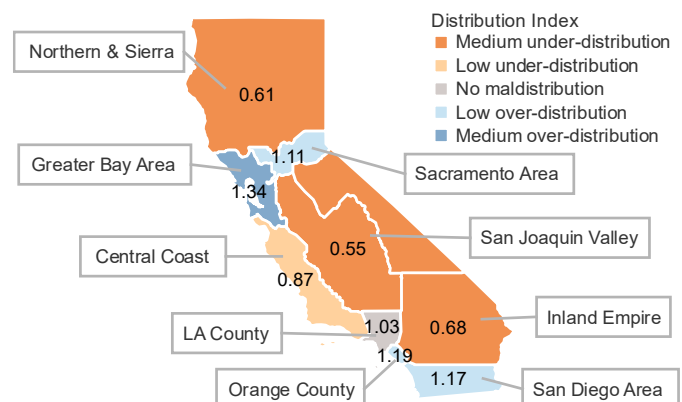 Distribution Index
Medium under-distribution
Low under-distribution
No maldistribution
Low over-distribution
Medium over-distribution
Northern & Sierra
0.61
1.11
Greater Bay Area
Sacramento Area
1.34
San Joaquin Valley
Central Coast
0.55
0.87
LA County
1.03
0.68
Inland Empire
1.19
Orange County
1.17
San Diego Area